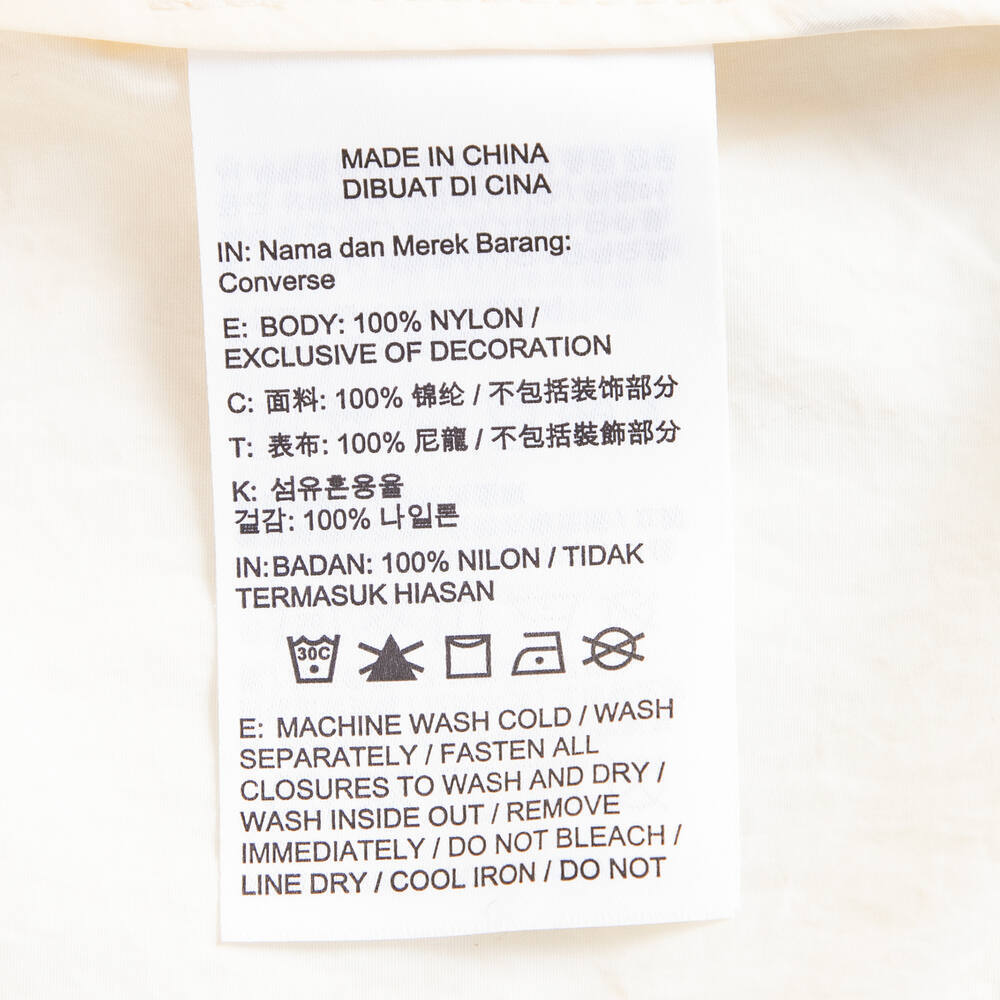 MADE IN CHINA
DIBUAT DI CINA
IN: Nama dan Merek Barang:
Converse
E: BODY: 100% NYLON /
EXCLUSIVE OF DECORATION
C: 面料: 100% 锦纶 / 不包括装饰部分
T: 表布: 100% 尼龍 / 不包括裝飾部分
K: 섬유혼용율
겉감: 100% 나일론
IN:BADAN: 100% NILON / TIDAK
TERMASUK HIASAN
30C
E: MACHINE WASH COLD / WASH
SEPARATELY / FASTEN ALL
CLOSURES TO WASH AND DRY /
WASH INSIDE OUT / REMOVE
IMMEDIATELY / DO NOT BLEACH /
LINE DRY / COOL IRON / DO NOT